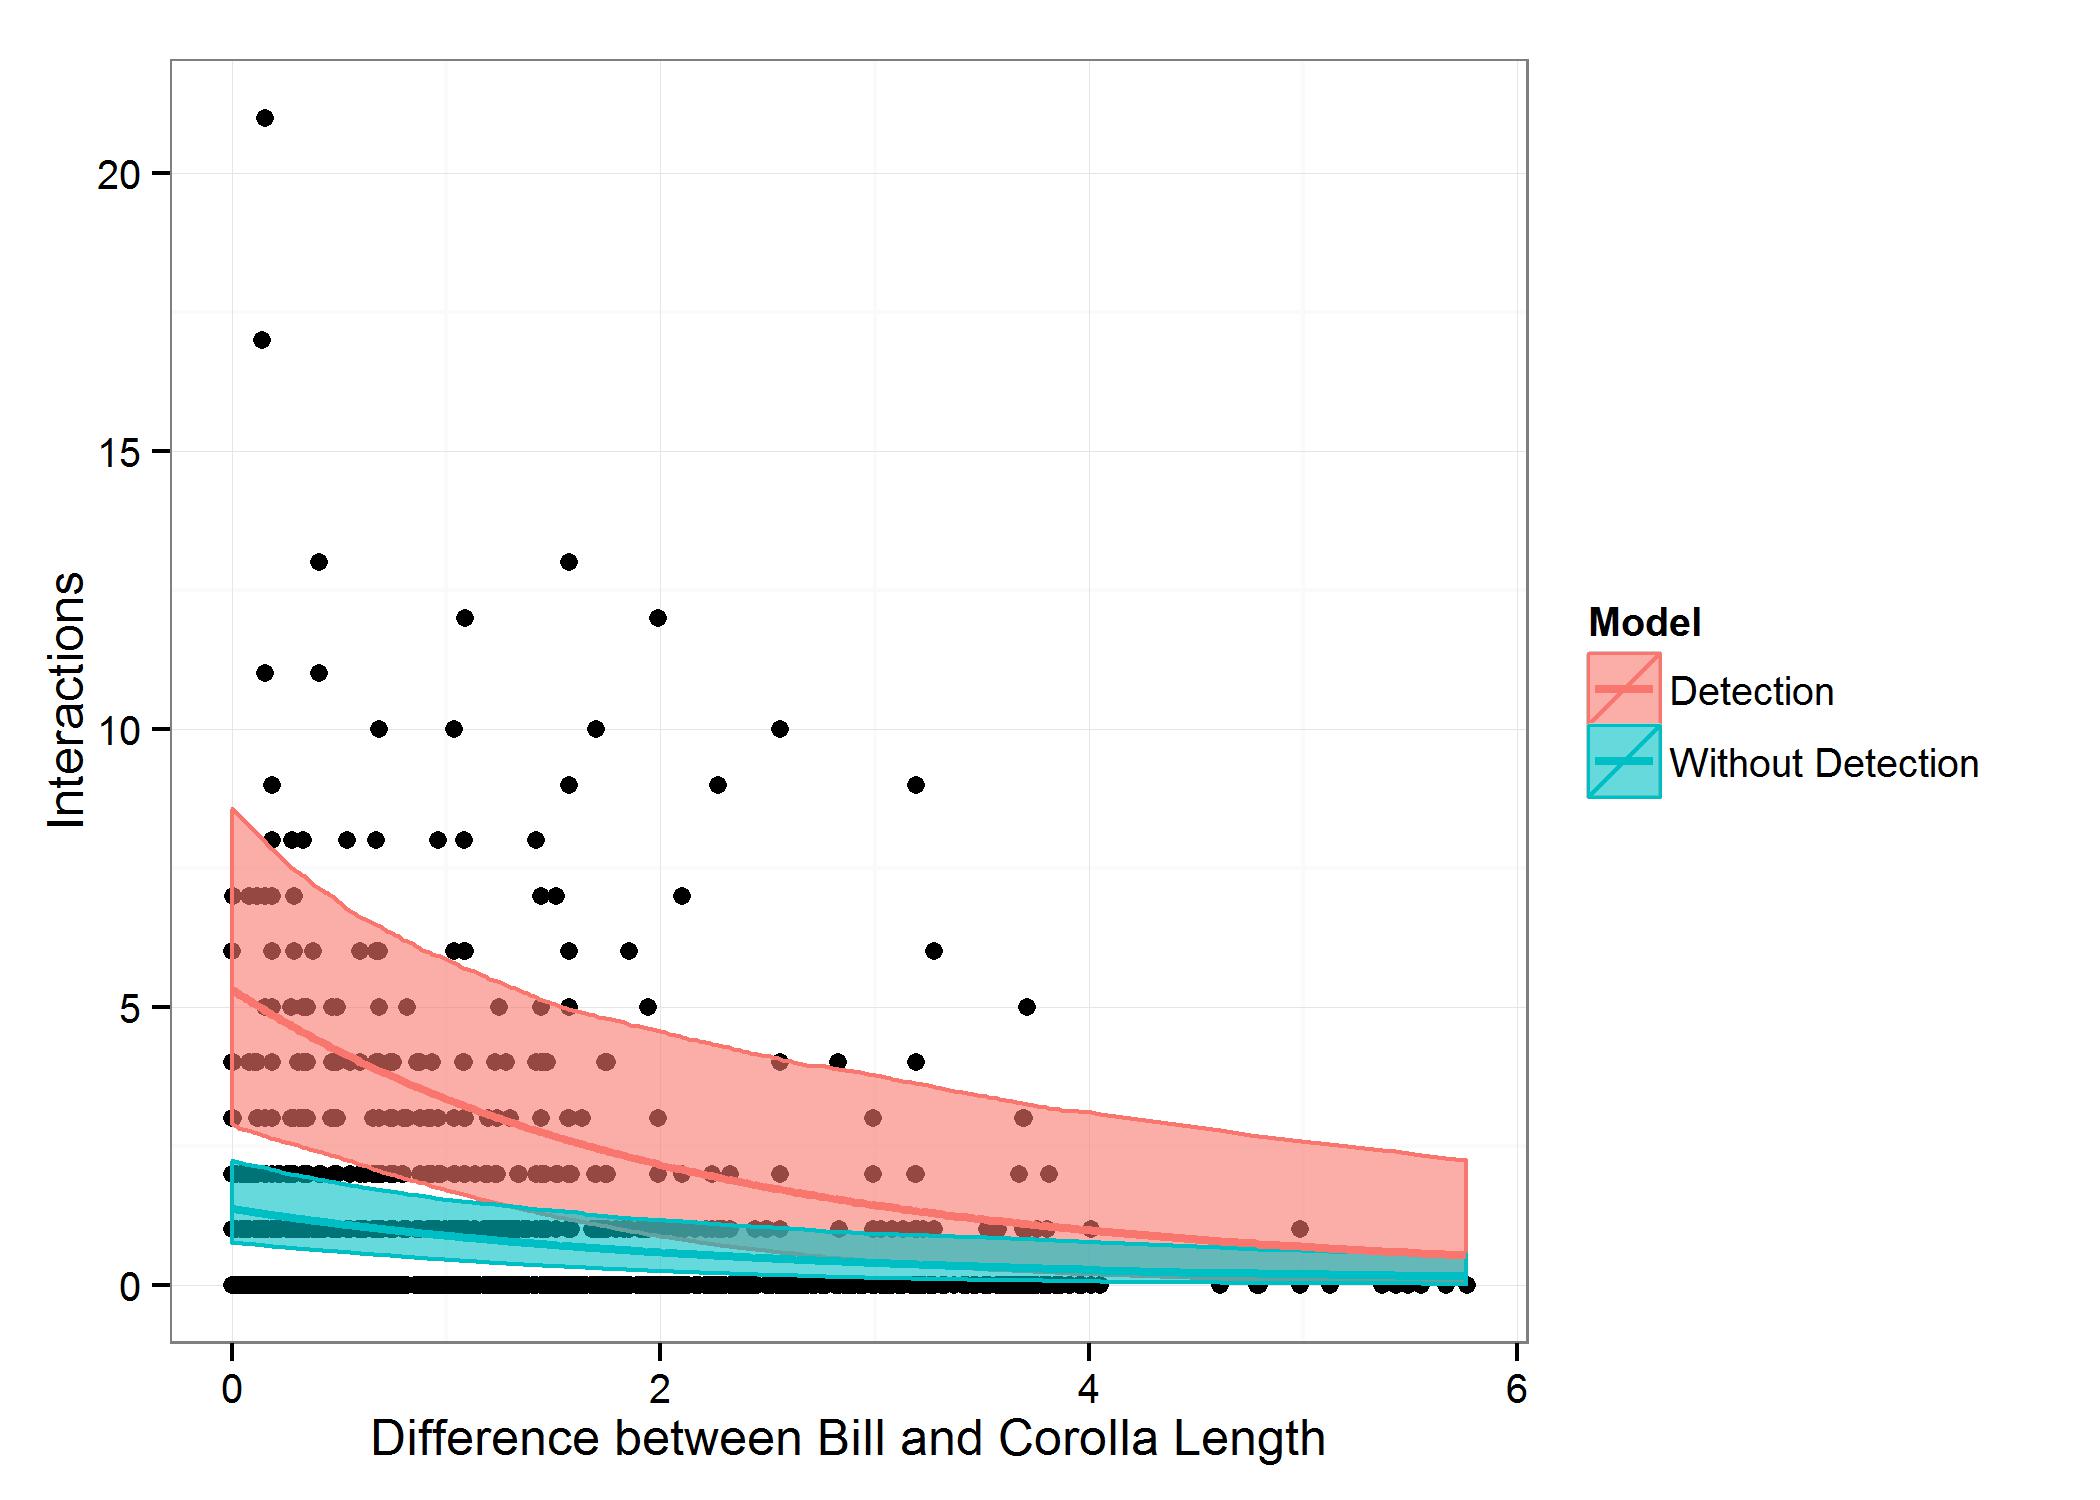 20
15
10
5
0
Interactions
0 2 4 6
Difference between Bill and Corolla Length
Model
Detection
Without Detection